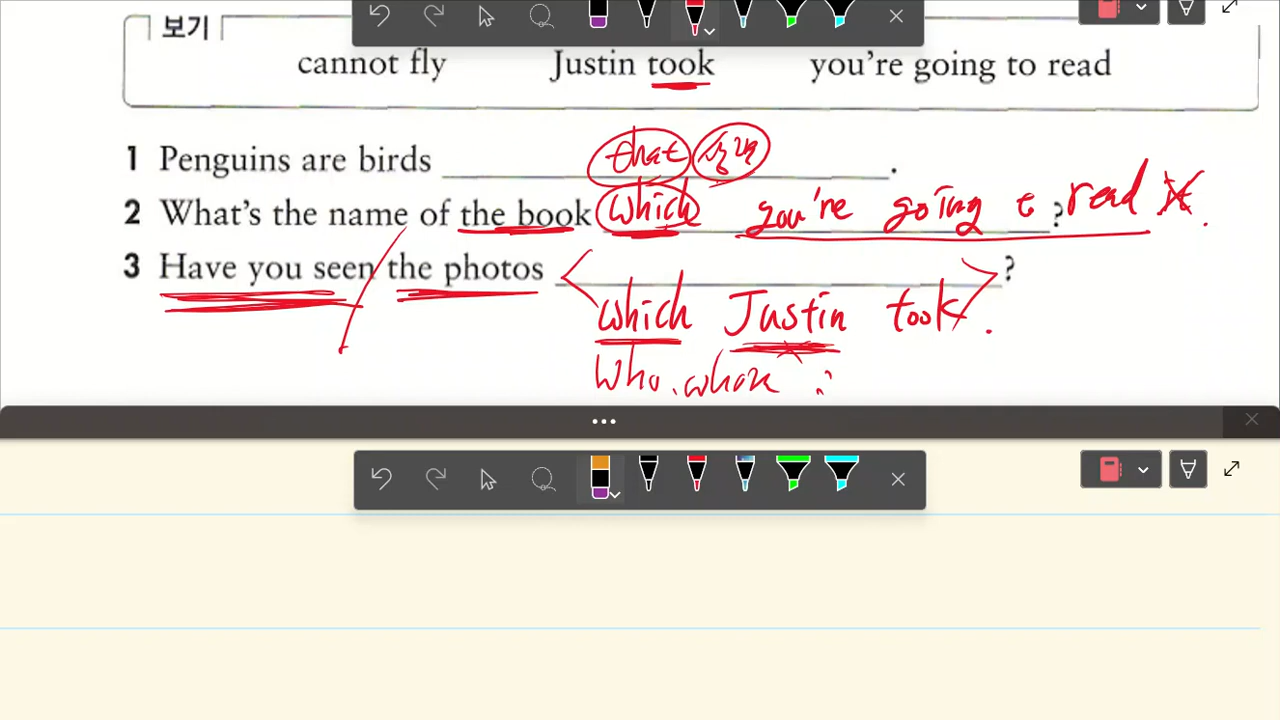 보기
cannot fly Justin took you're going to read
1 Penguins are birds that 생략 .
2 What's the name of the book which you're going to read ?
3 Have you seen the photos ?
which Justin took.
Who. whom